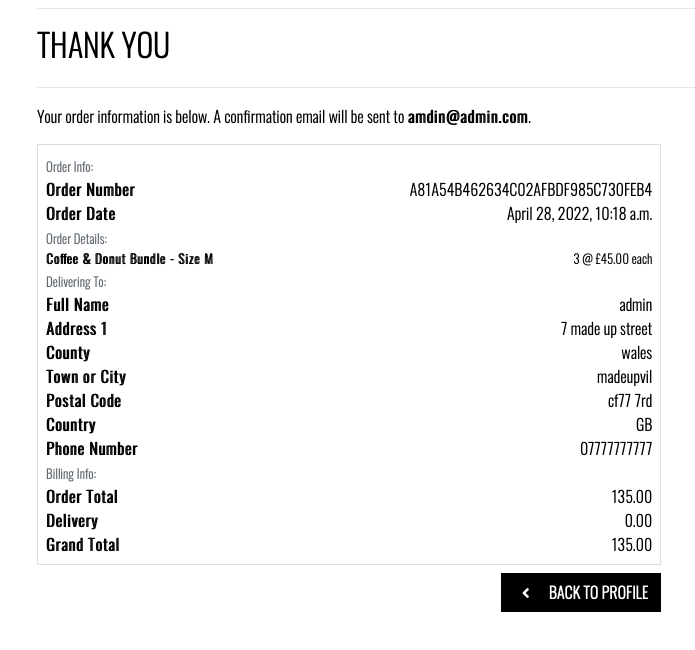 THANK YOU
Your order information is below. A confirmation email will be sent to amdin@admin.com.
Order Info:
Order Number A81A54B462634C02AFBDF985C730FEB4
Order Date April 28, 2022, 10:18 a.m.
Order Details:
Coffee & Donut Bundle - Size M 3 @ £45.00 each
Delivering To:
Full Name admin
Address 1 7 made up street
County wales
Town or City madeupvil
Postal Code cf77 7rd
Country GB
Phone Number 07777777777
Billing Info:
Order Total 135.00
Delivery 0.00
Grand Total 135.00
BACK TO PROFILE